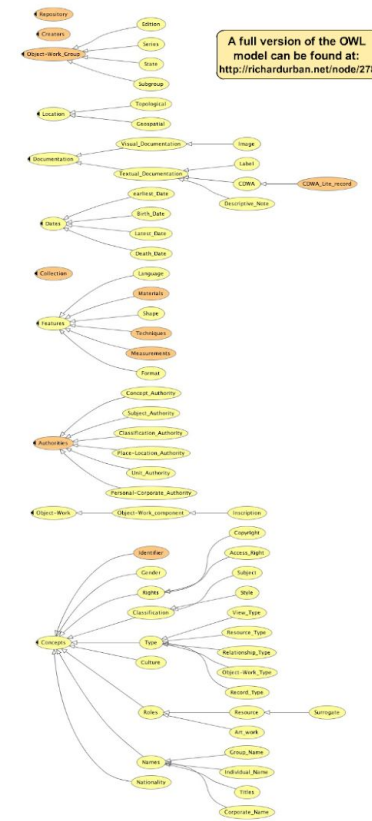 Repository
Creators
Object-Work_Group
Edition
Series
State
Subgroup
A full version of the OWL
model can be found at:
http://richardurban.net/node/278
Location
Topological
Geospatial
Documentation
Visual_Documentation
Image
Textual_Documentation
Label
CDWA
CDWA_Lite_record
Descriptive_Note
Dates
earliest_Date
Birth_Date
Latest_Date
Death_Date
Collection
Features
Language
Materials
Shape
Techniques
Measurements
Format
Authorities
Concept_Authority
Subject_Authority
Classification_Authority
Place-Location_Authority
Unit_Authority
Personal-Corporate_Authority
Object-Work
Object-Work_component
Inscription
Concepts
Identifier
Gender
Rights
Copyright
Access_Right
Classification
Subject
Style
Type
View_Type
Resource_Type
Relationship_Type
Object-Work_Type
Record_Type
Culture
Roles
Resource
Surrogate
Art_work
Names
Group_Name
Individual_Name
Titles
Corporate_Name
Nationality